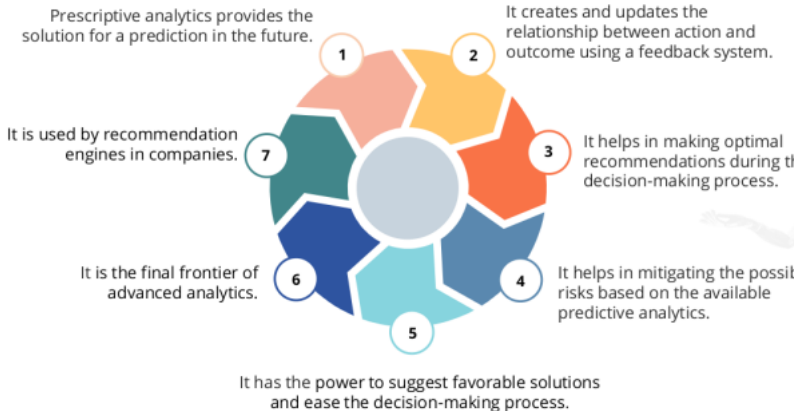 Prescriptive analytics provides the
solution for a prediction in the future.
1
2
It creates and updates the
relationship between action and
outcome using a feedback system.
It is used by recommendation
engines in companies.
7
3
It helps in making optimal
recommendations during th
decision-making process.
It is the final frontier of
advanced analytics.
6
4
It helps in mitigating the possib
risks based on the available
predictive analytics.
5
It has the power to suggest favorable solutions
and ease the decision-making process.